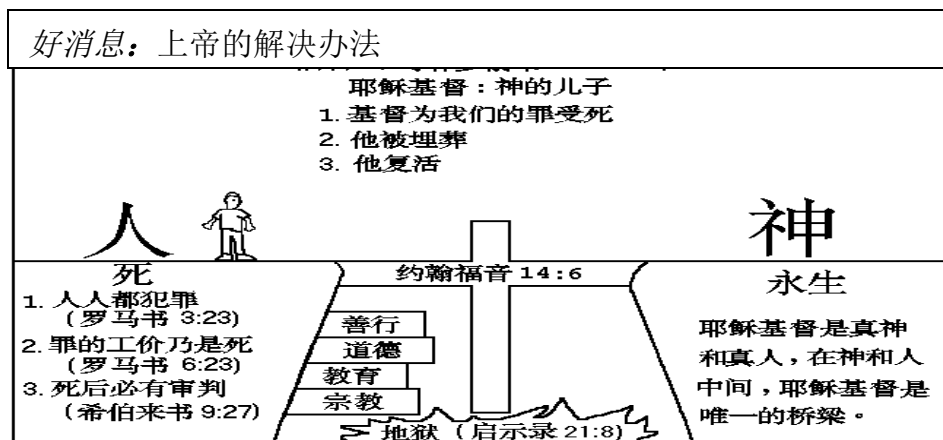 好消息：上帝的解决办法
耶稣基督：神的儿子
1. 基督为我们的罪受死
2. 他被埋葬
3. 他复活
人
神
死
1. 人人都犯罪
(罗马书 3:23)
2. 罪的工价乃是死
(罗马书 6:23)
3. 死后必有审判
(希伯来书 9:27)
约翰福音 14:6
善行
道德
教育
宗教
地狱 (启示录 21:8)
永生
耶稣基督是真神
和真人，在神和人
中间，耶稣基督是
唯一的桥梁。